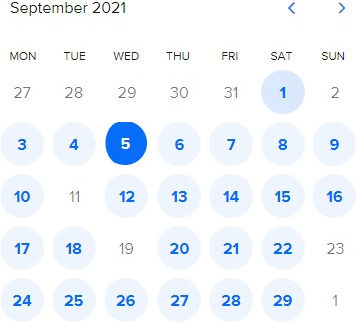 September 2021
MON TUE WED THU FRI SAT SUN
27 28 29 30 31 1 2
3 4 5 6 7 8 9
10 11 12 13 14 15 16
17 18 19 20 21 22 23
24 25 26 27 28 29 1